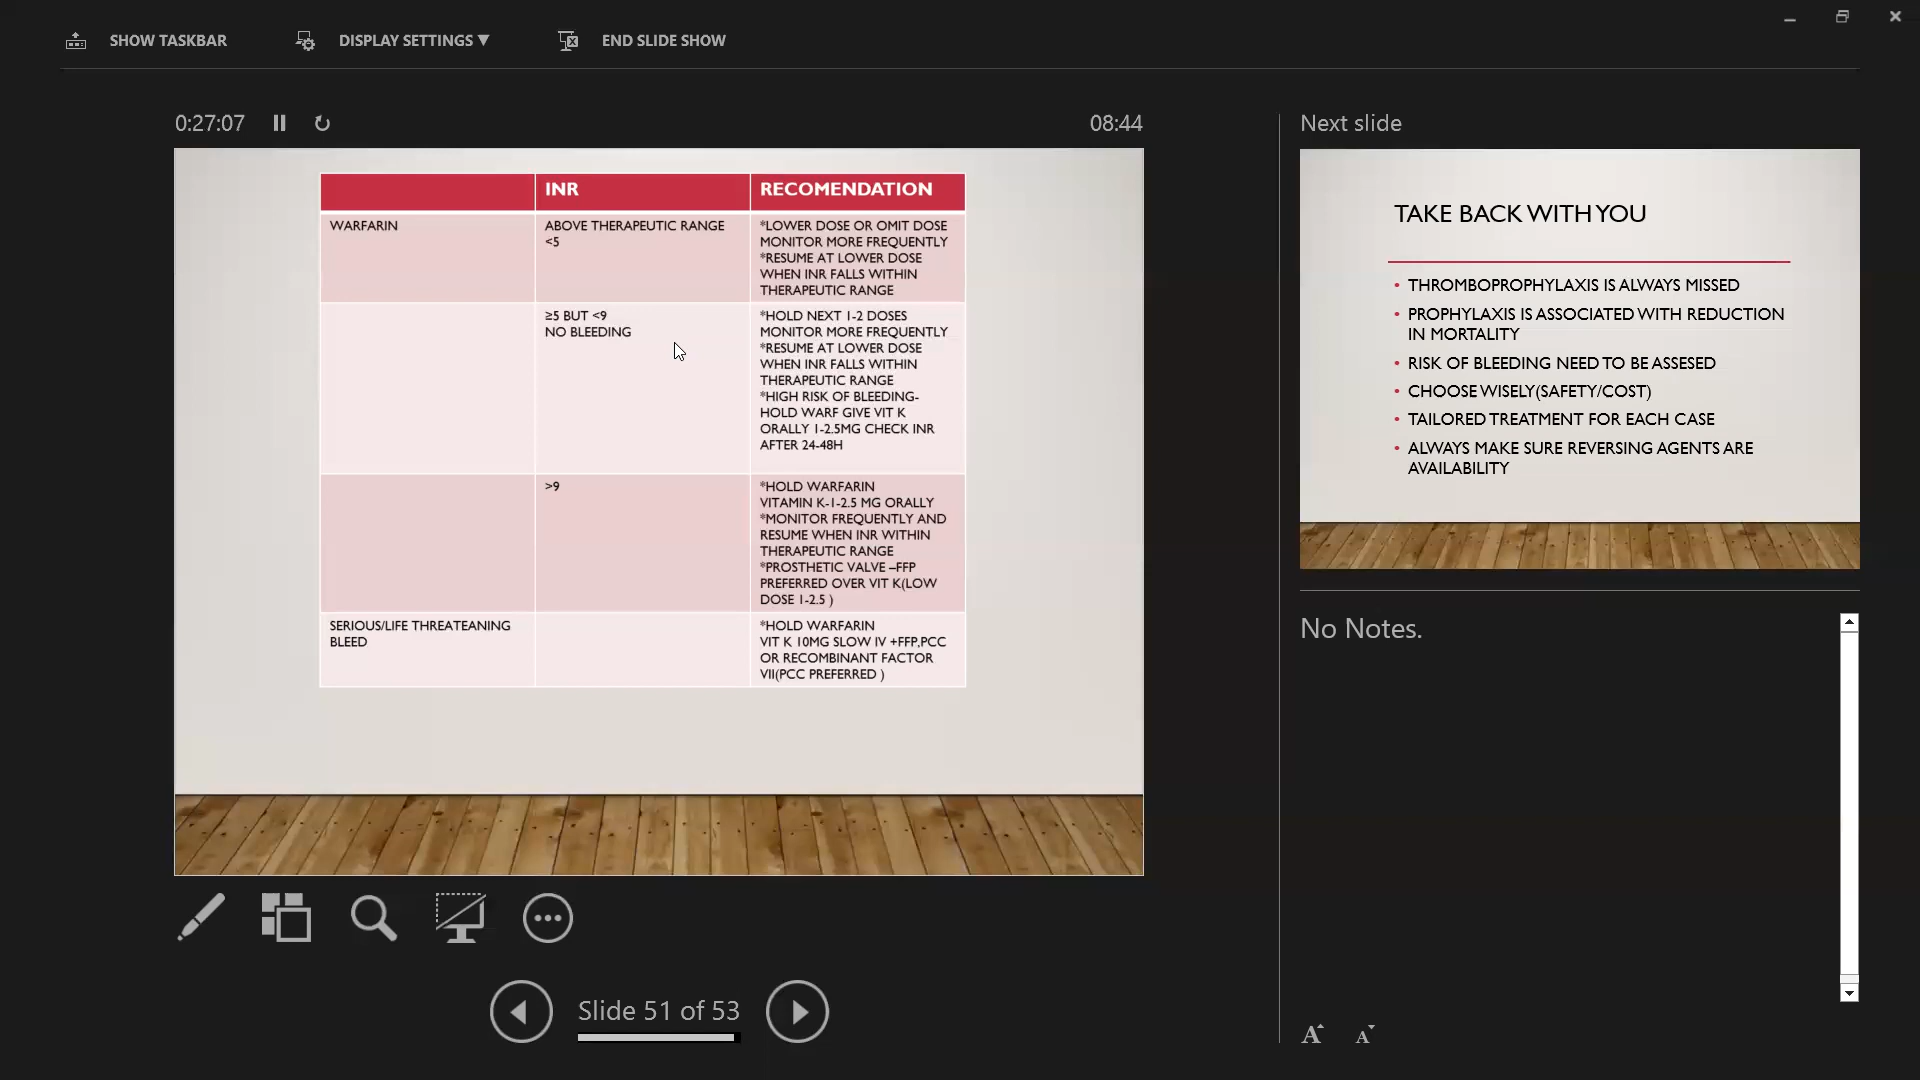 SHOW TASKBAR
DISPLAY SETTINGS ▼
END SLIDE SHOW
0:27:07
08:44
INR
RECOMENDATION
WARFARIN
ABOVE THERAPEUTIC RANGE
<5
*LOWER DOSE OR OMIT DOSE
MONITOR MORE FREQUENTLY
*RESUME AT LOWER DOSE
WHEN INR FALLS WITHIN
THERAPEUTIC RANGE
≥5 BUT <9
NO BLEEDING
*HOLD NEXT 1-2 DOSES
MONITOR MORE FREQUENTLY
*RESUME AT LOWER DOSE
WHEN INR FALLS WITHIN
THERAPEUTIC RANGE
*HIGH RISK OF BLEEDING-
HOLD WARF GIVE VIT K
ORALLY 1-2.5MG CHECK INR
AFTER 24-48H
>9
*HOLD WARFARIN
VITAMIN K-1-2.5 MG ORALLY
*MONITOR FREQUENTLY AND
RESUME WHEN INR WITHIN
THERAPEUTIC RANGE
*PROSTHETIC VALVE –FFP
PREFERRED OVER VIT K(LOW
DOSE 1-2.5 )
SERIOUS/LIFE THREATEANING
BLEED
*HOLD WARFARIN
VIT K 10MG SLOW IV +FFP,PCC
OR RECOMBINANT FACTOR
VII(PCC PREFERRED )
Slide 51 of 53
Next slide
TAKE BACK WITH YOU
• THROMBOPROPHYLAXIS IS ALWAYS MISSED
• PROPHYLAXIS IS ASSOCIATED WITH REDUCTION
IN MORTALITY
• RISK OF BLEEDING NEED TO BE ASSESED
• CHOOSE WISELY(SAFETY/COST)
• TAILORED TREATMENT FOR EACH CASE
• ALWAYS MAKE SURE REVERSING AGENTS ARE
AVAILABILITY
No Notes.
A A